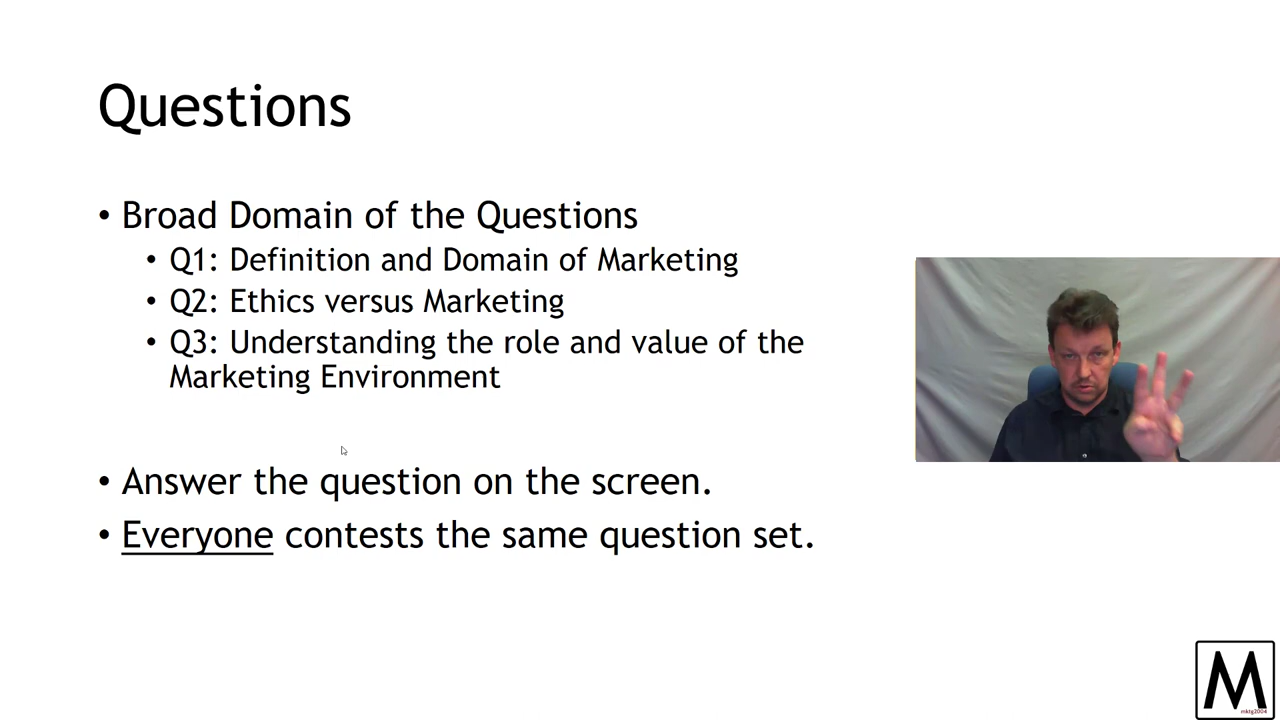 Questions
• Broad Domain of the Questions
• Q1: Definition and Domain of Marketing
• Q2: Ethics versus Marketing
• Q3: Understanding the role and value of the
Marketing Environment
• Answer the question on the screen.
• Everyone contests the same question set.
M
mktg2004